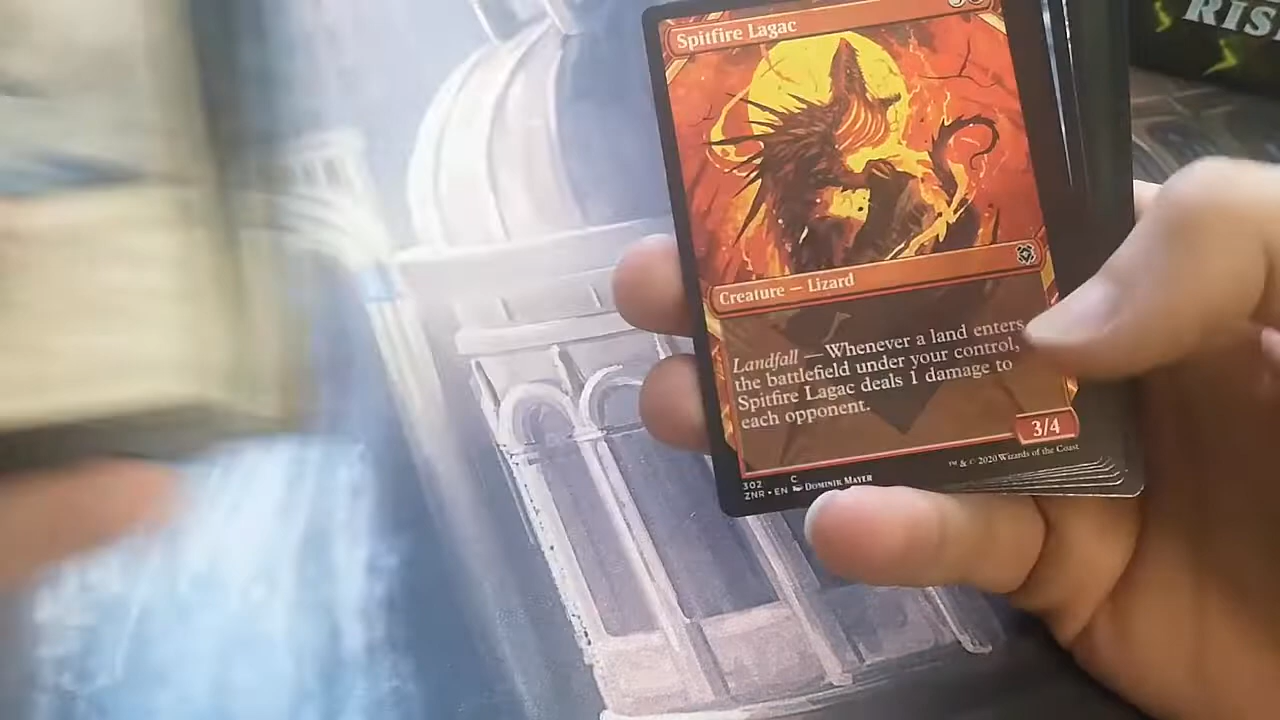 RIS
Spitfire Lagac
Creature — Lizard
Landfall — Whenever a land enters
the battlefield under your control,
Spitfire Lagac deals 1 damage to
each opponent.
3/4
302 C
ZNR • EN DOMINIK MAYER
™ & © 2020 Wizards of the Coast